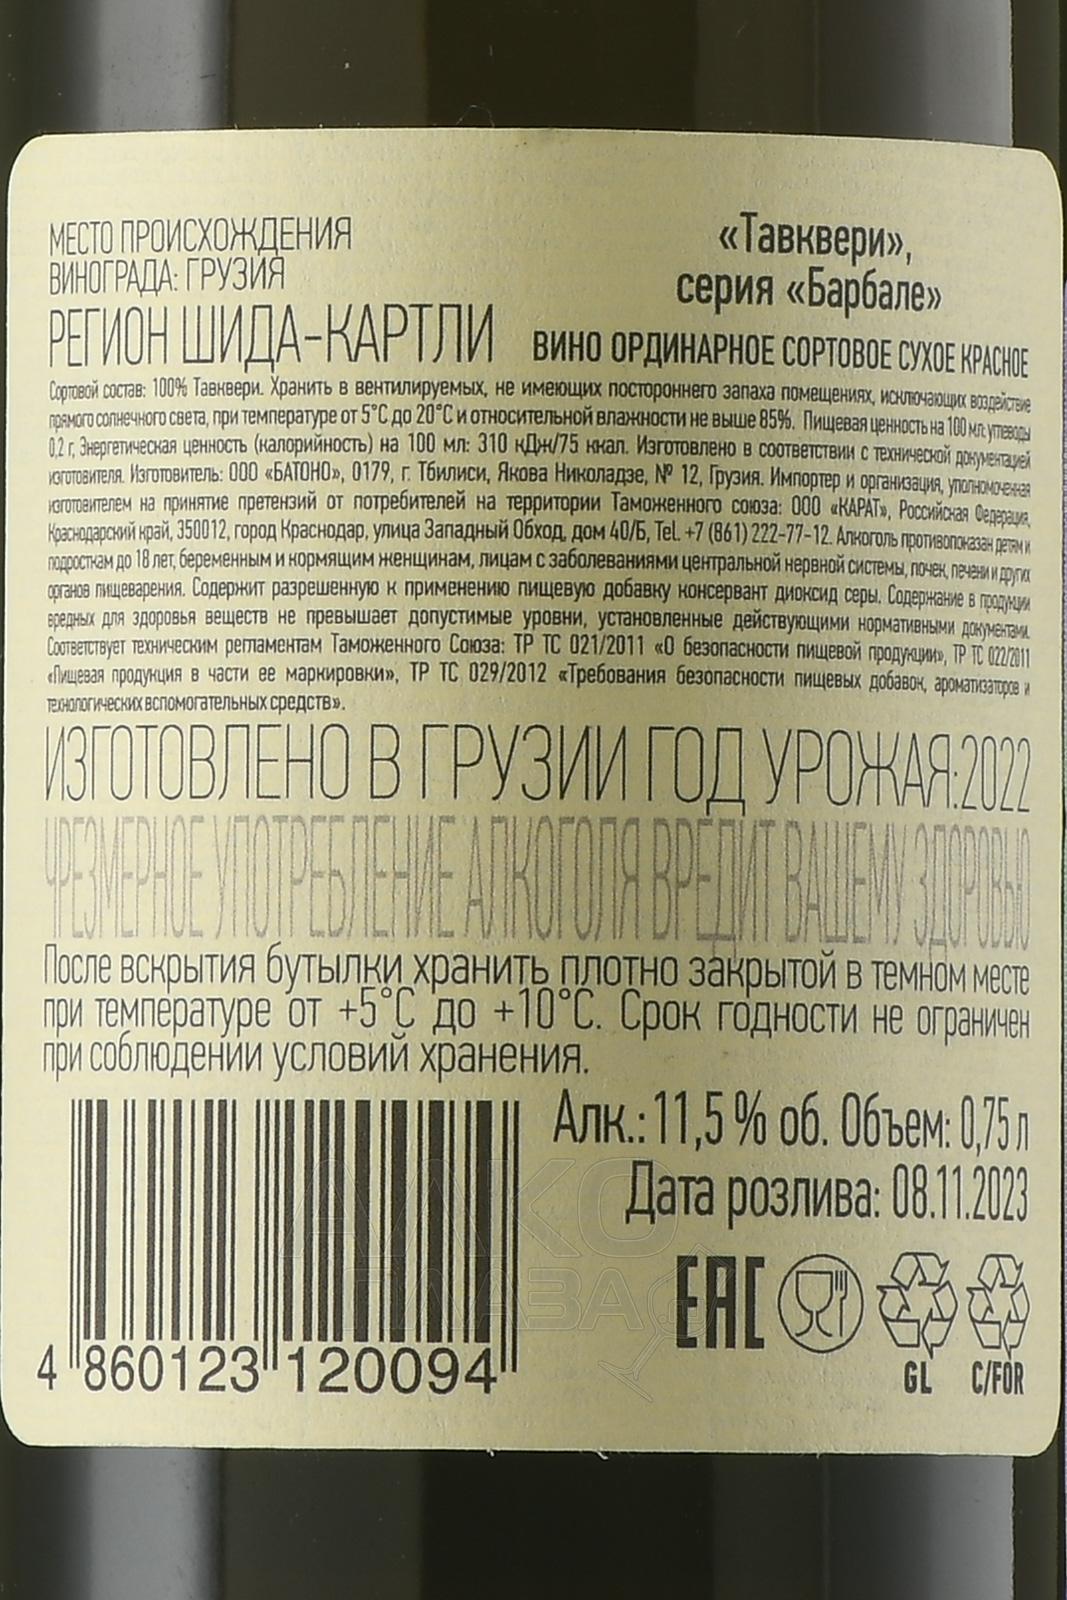 МЕСТО ПРОИСХОЖДЕНИЯ
ВИНОГРАДА: ГРУЗИЯ
РЕГИОН ШИДА-КАРТЛИ
«Тавквери»,
серия «Барбале»
ВИНО ОРДИНАРНОЕ СОРТОВОЕ СУХОЕ КРАСНОЕ
Сортовой состав: 100% Тавквери. Хранить в вентилируемых, не имеющих постороннего запаха помещениях, исключающих воздействие
прямого солнечного света, при температуре от 5°C до 20°C и относительной влажности не выше 85%. Пищевая ценность на 100 мл: углеводы
0,2 г, Энергетическая ценность (калорийность) на 100 мл: 310 кДж/75 ккал. Изготовлено в соответствии с технической документацией
изготовителя. Изготовитель: ООО «БАТОНО», 0179, г. Тбилиси, Якова Николадзе, № 12, Грузия. Импортер и организация, уполномоченная
изготовителем на принятие претензий от потребителей на территории Таможенного союза: ООО «КАРАТ», Российская Федерация,
Краснодарский край, 350012, город Краснодар, улица Западный Обход, дом 40/Б, Tel. +7 (861) 222-77-12. Алкоголь противопоказан детям и
подросткам до 18 лет, беременным и кормящим женщинам, лицам с заболеваниями центральной нервной системы, почек, печени и других
органов пищеварения. Содержит разрешенную к применению пищевую добавку консервант диоксид серы. Содержание в продукции
вредных для здоровья веществ не превышает допустимые уровни, установленные действующими нормативными документами.
Соответствует техническим регламентам Таможенного Союза: ТР ТС 021/2011 «О безопасности пищевой продукции», ТР ТС 022/2011
«Пищевая продукция в части ее маркировки», ТР ТС 029/2012 «Требования безопасности пищевых добавок, ароматизаторов и
технологических вспомогательных средств».
ИЗГОТОВЛЕНО В ГРУЗИИ ГОД УРОЖАЯ:2022
ЧРЕЗМЕРНОЕ УПОТРЕБЛЕНИЕ АЛКОГОЛЯ ВРЕДИТ ВАШЕМУ ЗДОРОВЬЮ
После вскрытия бутылки хранить плотно закрытой в темном месте
при температуре от +5°C до +10°C. Срок годности не ограничен
при соблюдении условий хранения.
Алк.: 11,5 % об. Объем: 0,75 л
Дата розлива: 08.11.2023
EAC
GL C/FOR
4 860123 120094
АЛКО
ГЛАЗА.РУ